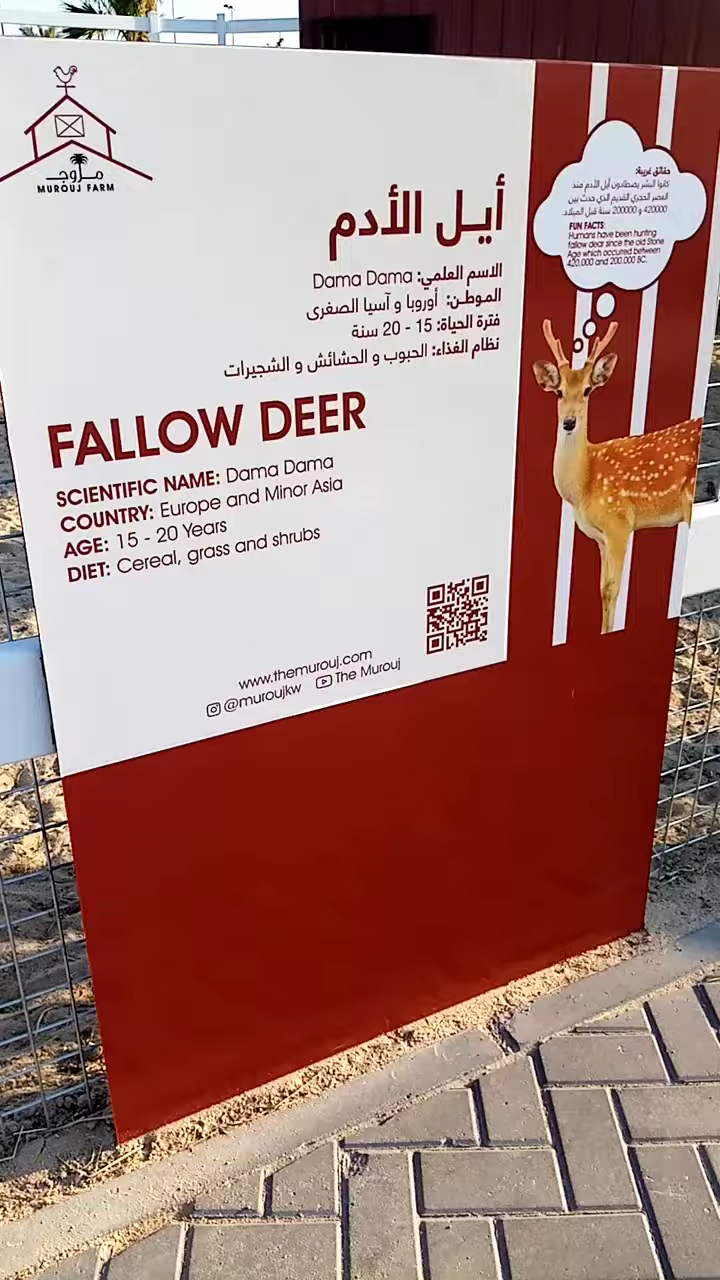 مـروج
MUROUJ FARM
أيـل الأدم
الاسم العلمي: Dama Dama
الموطـن: أوروبا و آسيا الصغرى
فترة الحياة: 15 - 20 سنة
نظام الغذاء: الحبوب و الحشائش و الشجيرات
FALLOW DEER
SCIENTIFIC NAME: Dama Dama
COUNTRY: Europe and Minor Asia
AGE: 15 - 20 Years
DIET: Cereal, grass and shrubs
www.themurouj.com
@muroujkw The Murouj
حقائق غريبة:
كانوا البشر يصطادون أيل الأدم منذ
العصر الحجري القديم الذي حدث بين
420000 و 200000 سنة قبل الميلاد.
FUN FACTS:
Humans have been hunting
fallow dear since the old Stone
Age which occurred between
420.000 and 200.000 BC.